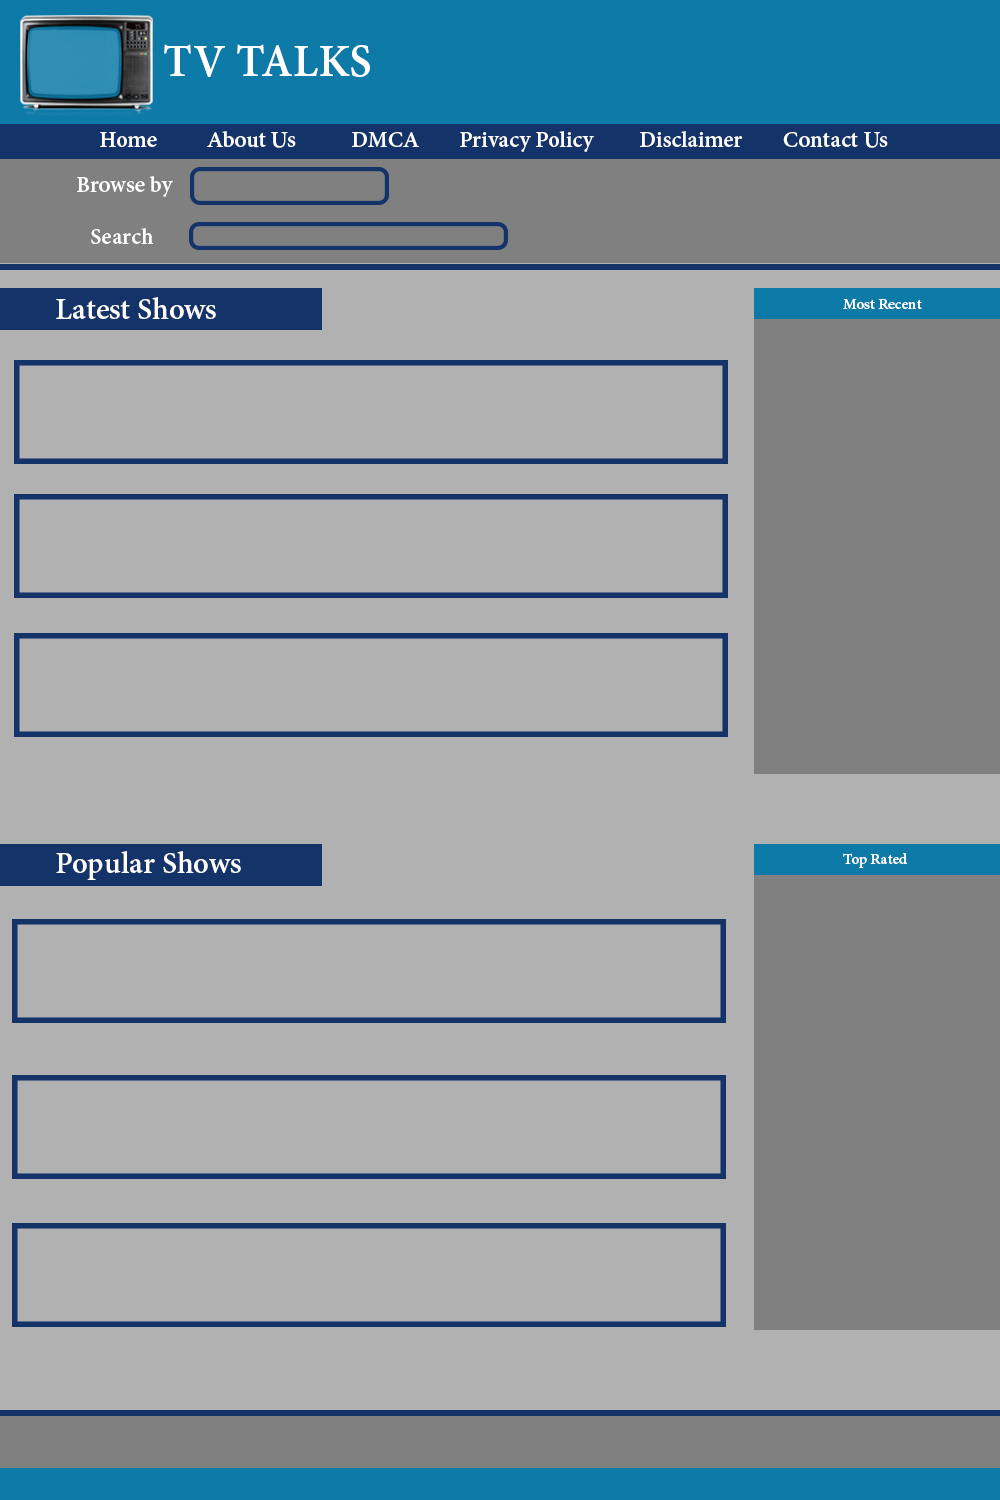 TV TALKS
Home About Us DMCA Privacy Policy Disclaimer Contact Us
Browse by
Search
Latest Shows
Most Recent
Popular Shows
Top Rated